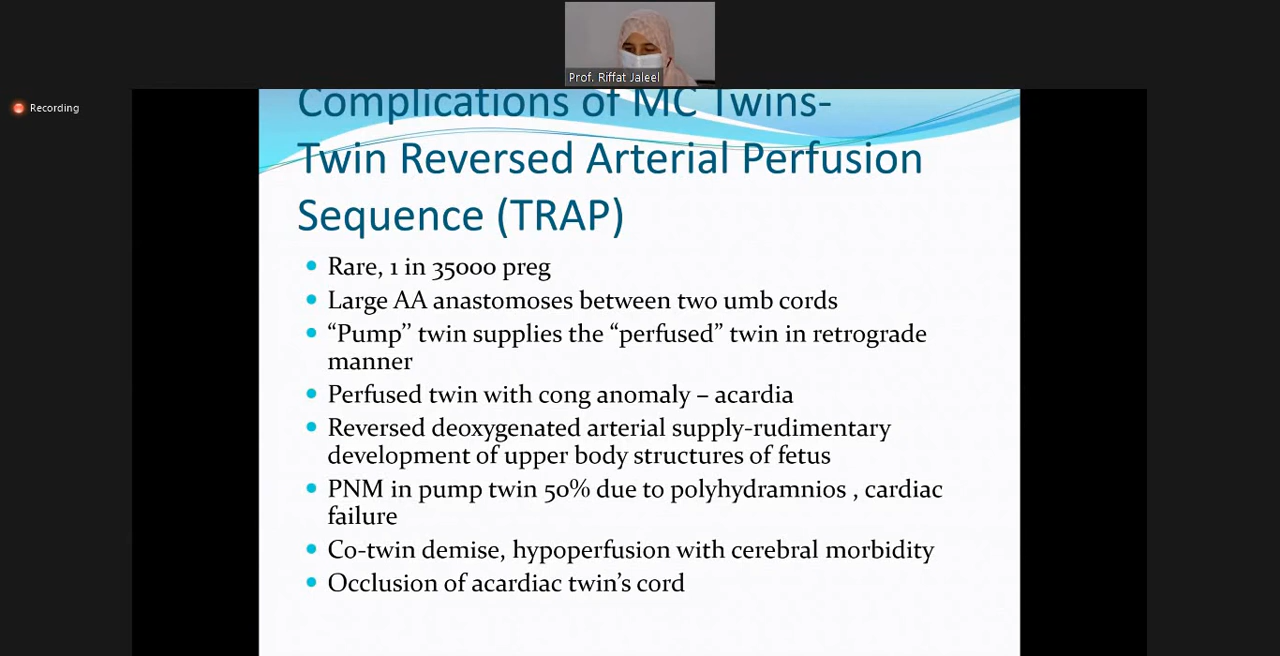 Prof. Riffat Jaleel
Recording
Complications of MC Twins-
Twin Reversed Arterial Perfusion
Sequence (TRAP)
Rare, 1 in 35000 preg
Large AA anastomoses between two umb cords
“Pump’’ twin supplies the “perfused” twin in retrograde
manner
Perfused twin with cong anomaly – acardia
Reversed deoxygenated arterial supply-rudimentary
development of upper body structures of fetus
PNM in pump twin 50% due to polyhydramnios , cardiac
failure
Co-twin demise, hypoperfusion with cerebral morbidity
Occlusion of acardiac twin’s cord